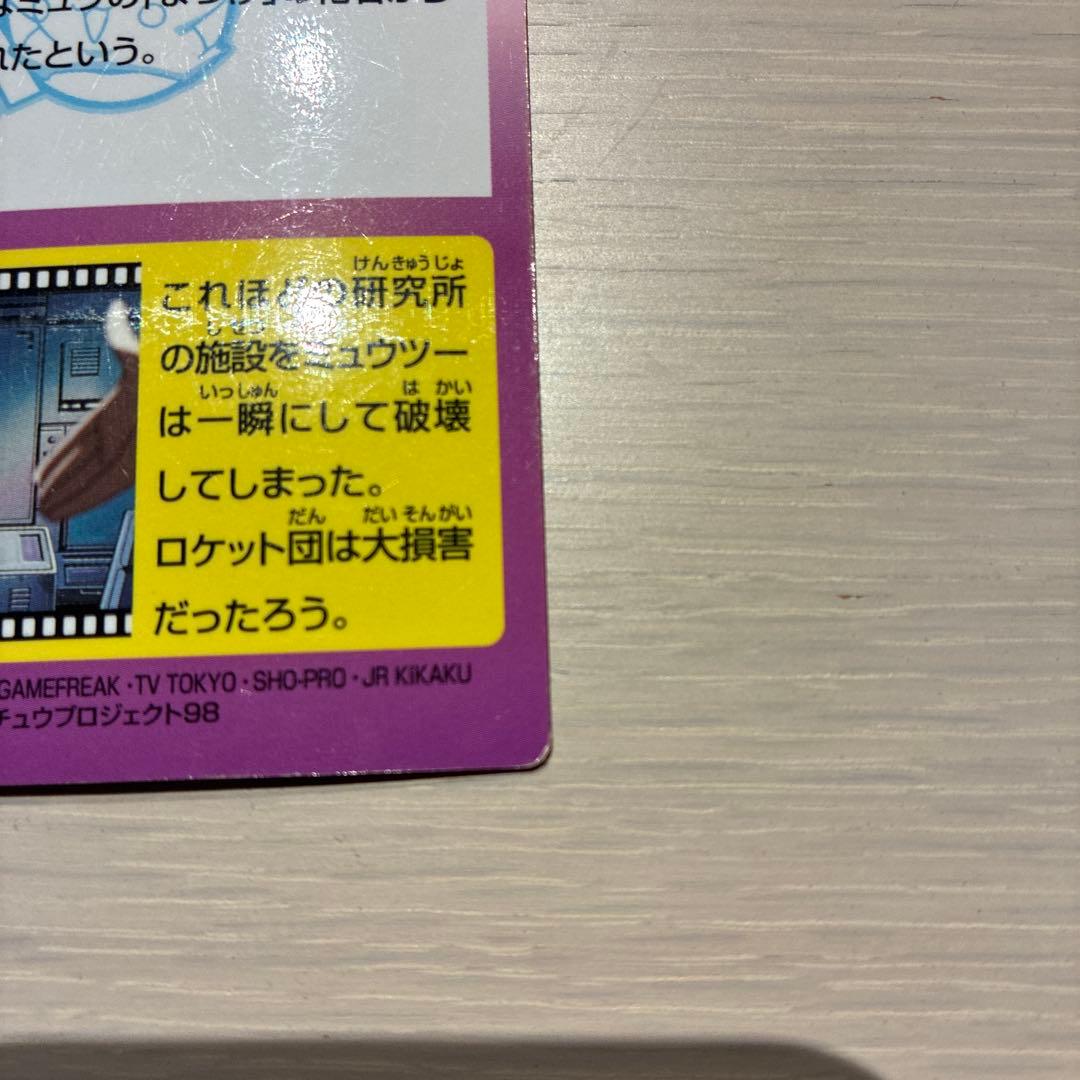 れたという。
けんきゅうじょ
これほどの研究所
しせつ
の施設をミュウツー
いっしゅん はかい
は一瞬にして破壊
してしまった。
だん だいそんがい
ロケット団は大損害
だったろう。
GAMEFREAK・TV TOKYO・SHO-PRO・JR KiKAKU
チュウプロジェクト98